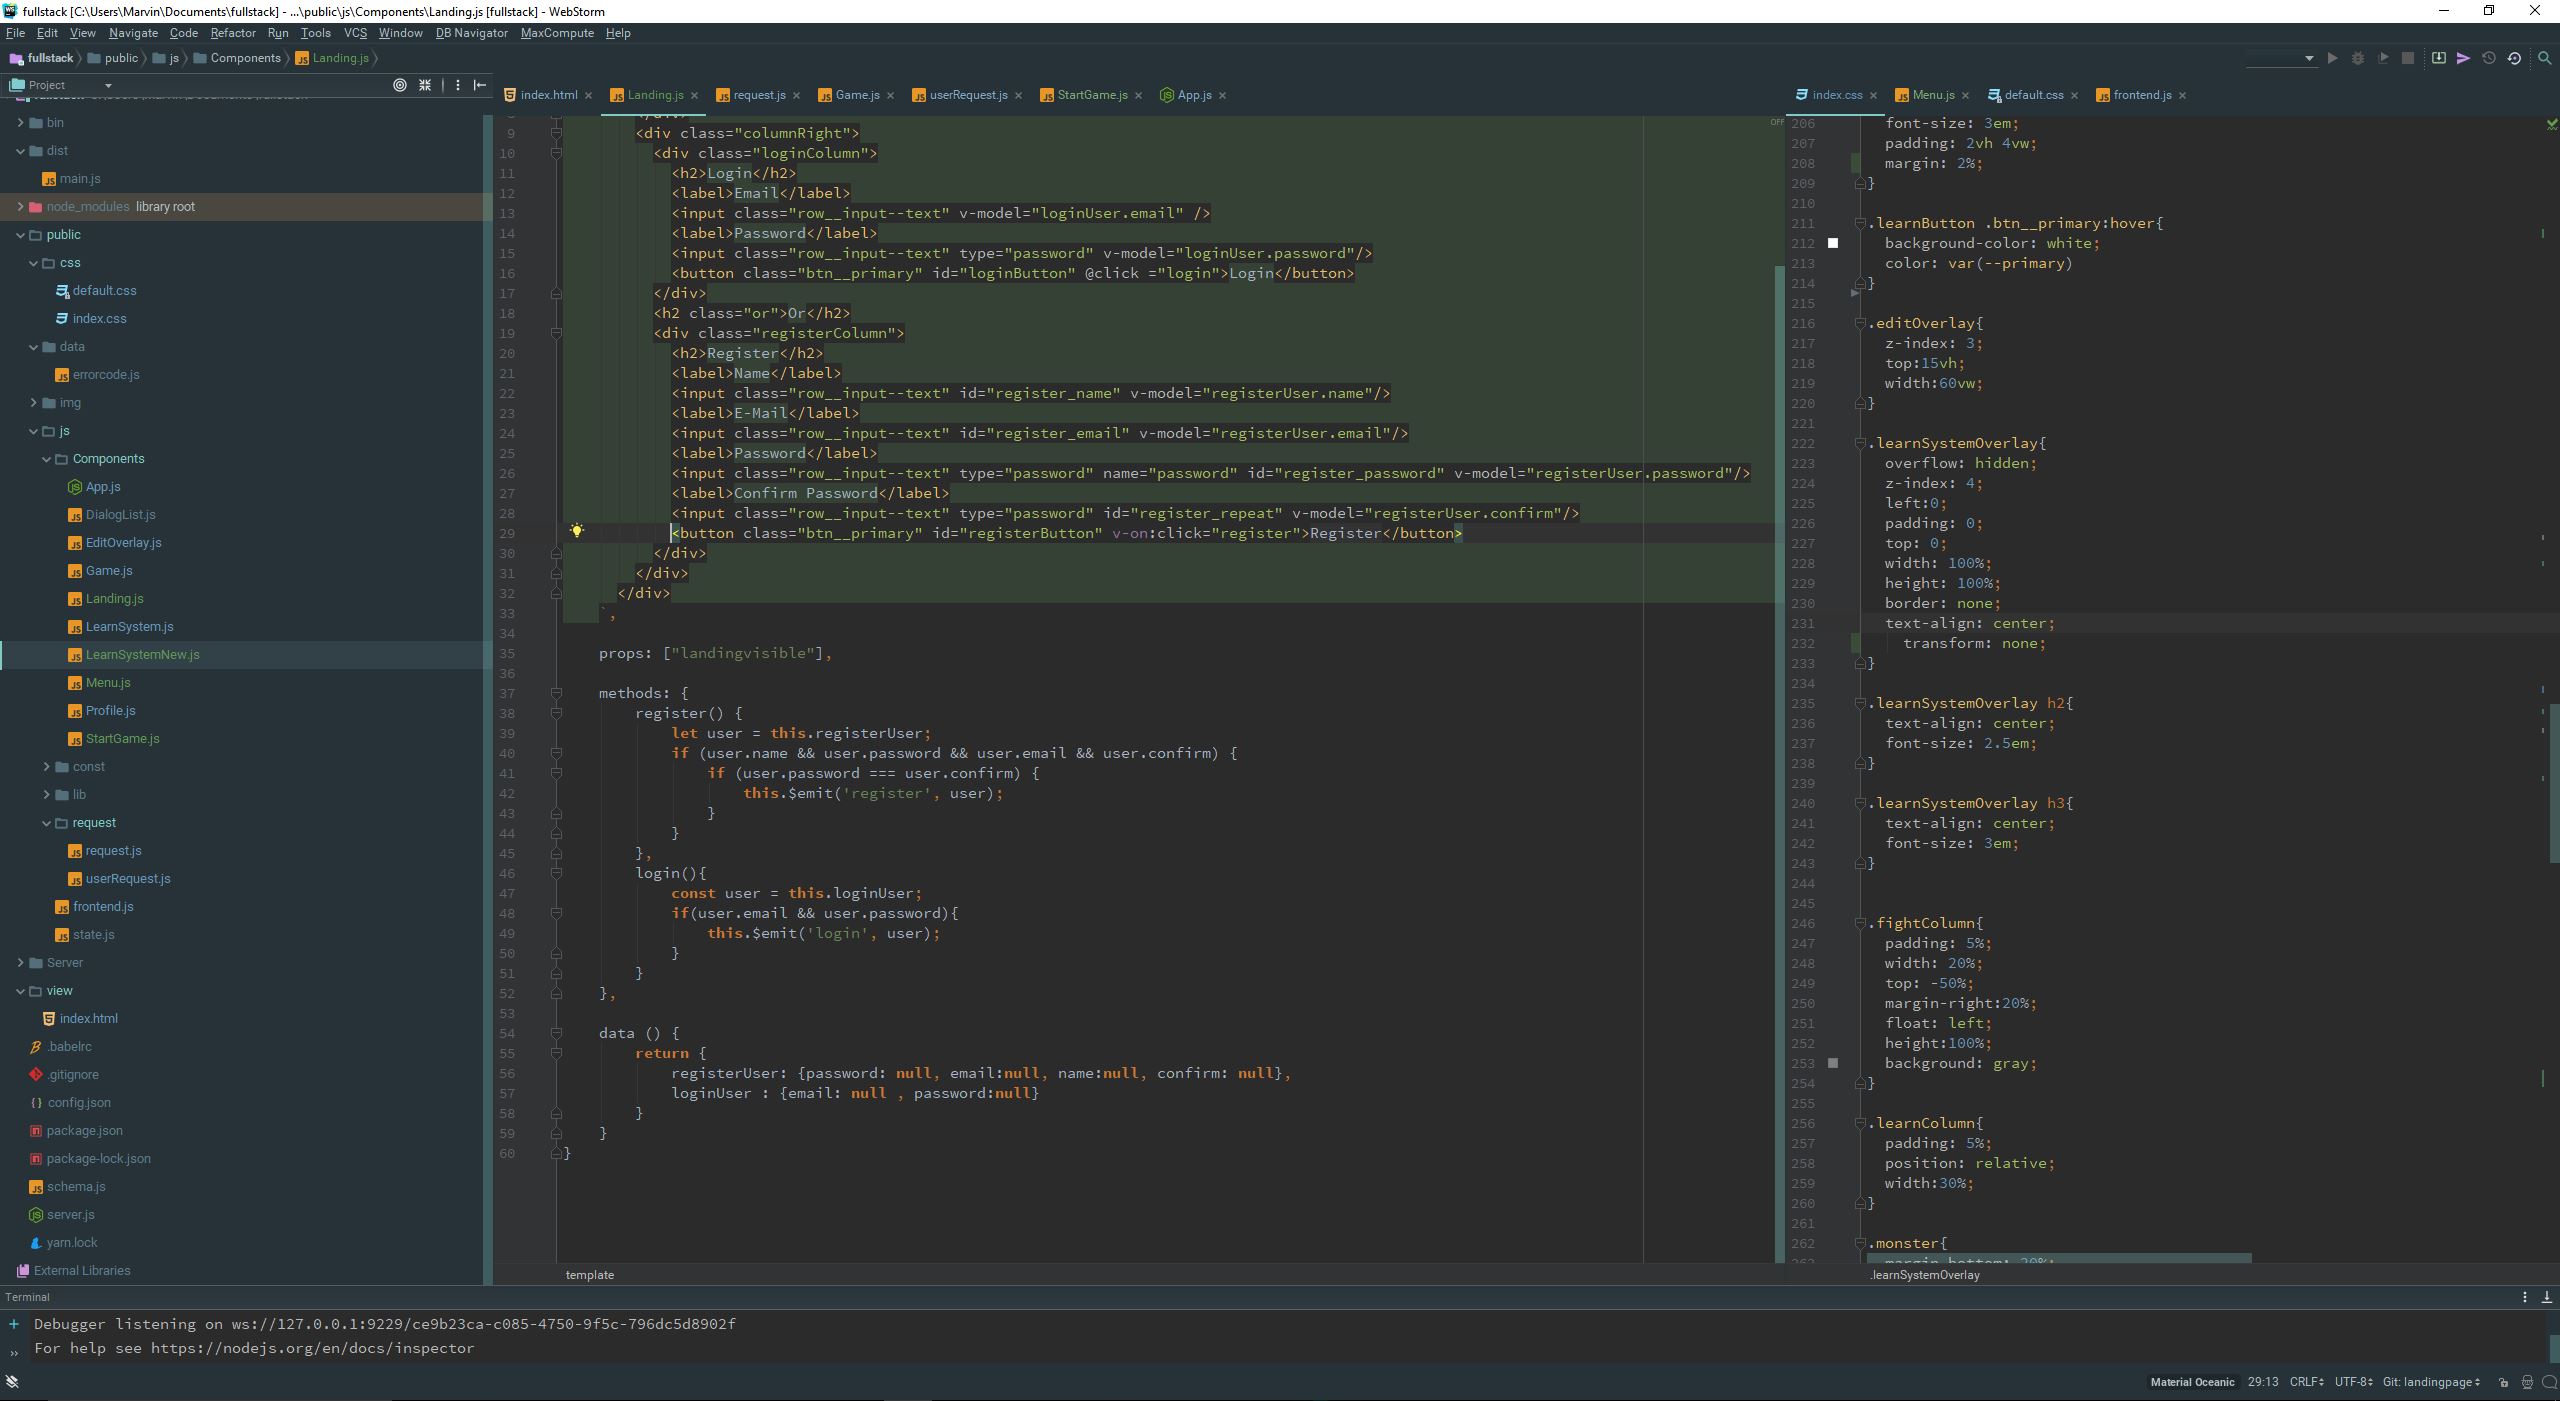 fullstack [C:\Users\Marvin\Documents\fullstack] - ...\public\js\Components\Landing.js [fullstack] - WebStorm
File Edit View Navigate Code Refactor Run Tools VCS Window DB Navigator MaxCompute Help
fullstack public js Components Landing.js
Project
bin
dist
main.js
node_modules library root
public
css
default.css
index.css
data
errorcode.js
img
js
Components
App.js
DialogList.js
EditOverlay.js
Game.js
Landing.js
LearnSystem.js
LearnSystemNew.js
Menu.js
Profile.js
StartGame.js
const
lib
request
request.js
userRequest.js
frontend.js
state.js
Server
view
index.html
.babelrc
.gitignore
config.json
package.json
package-lock.json
schema.js
server.js
yarn.lock
External Libraries
index.html Landing.js request.js Game.js userRequest.js StartGame.js App.js
OFF
9 <div class="columnRight">
10 <div class="loginColumn">
11 <h2>Login</h2>
12 <label>Email</label>
13 <input class="row__input--text" v-model="loginUser.email" />
14 <label>Password</label>
15 <input class="row__input--text" type="password" v-model="loginUser.password"/>
16 <button class="btn__primary" id="loginButton" @click ="login">Login</button>
17 </div>
18 <h2 class="or">Or</h2>
19 <div class="registerColumn">
20 <h2>Register</h2>
21 <label>Name</label>
22 <input class="row__input--text" id="register_name" v-model="registerUser.name"/>
23 <label>E-Mail</label>
24 <input class="row__input--text" id="register_email" v-model="registerUser.email"/>
25 <label>Password</label>
26 <input class="row__input--text" type="password" name="password" id="register_password" v-model="registerUser.password"/>
27 <label>Confirm Password</label>
28 <input class="row__input--text" type="password" id="register_repeat" v-model="registerUser.confirm"/>
29 <button class="btn__primary" id="registerButton" v-on:click="register">Register</button>
30 </div>
31 </div>
32 </div>
33 `,
34
35 props: ["landingvisible"],
36
37 methods: {
38 register() {
39 let user = this.registerUser;
40 if (user.name && user.password && user.email && user.confirm) {
41 if (user.password === user.confirm) {
42 this.$emit('register', user);
43 }
44 }
45 },
46 login(){
47 const user = this.loginUser;
48 if(user.email && user.password){
49 this.$emit('login', user);
50 }
51 }
52 },
53
54 data () {
55 return {
56 registerUser: {password: null, email:null, name:null, confirm: null},
57 loginUser : {email: null , password:null}
58 }
59 }
60 }
template
index.css Menu.js default.css frontend.js
206 font-size: 3em;
207 padding: 2vh 4vw;
208 margin: 2%;
209 }
210
211 .learnButton .btn__primary:hover{
212 background-color: white;
213 color: var(--primary)
214 }
215
216 .editOverlay{
217 z-index: 3;
218 top:15vh;
219 width:60vw;
220 }
221
222 .learnSystemOverlay{
223 overflow: hidden;
224 z-index: 4;
225 left:0;
226 padding: 0;
227 top: 0;
228 width: 100%;
229 height: 100%;
230 border: none;
231 text-align: center;
232 transform: none;
233 }
234
235 .learnSystemOverlay h2{
236 text-align: center;
237 font-size: 2.5em;
238 }
239
240 .learnSystemOverlay h3{
241 text-align: center;
242 font-size: 3em;
243 }
244
245
246 .fightColumn{
247 padding: 5%;
248 width: 20%;
249 top: -50%;
250 margin-right:20%;
251 float: left;
252 height:100%;
253 background: gray;
254 }
255
256 .learnColumn{
257 padding: 5%;
258 position: relative;
259 width:30%;
260 }
261
262 .monster{
.learnSystemOverlay
Terminal
Debugger listening on ws://127.0.0.1:9229/ce9b23ca-c085-4750-9f5c-796dc5d8902f
For help see https://nodejs.org/en/docs/inspector
Material Oceanic 29:13 CRLF UTF-8 Git: landingpage